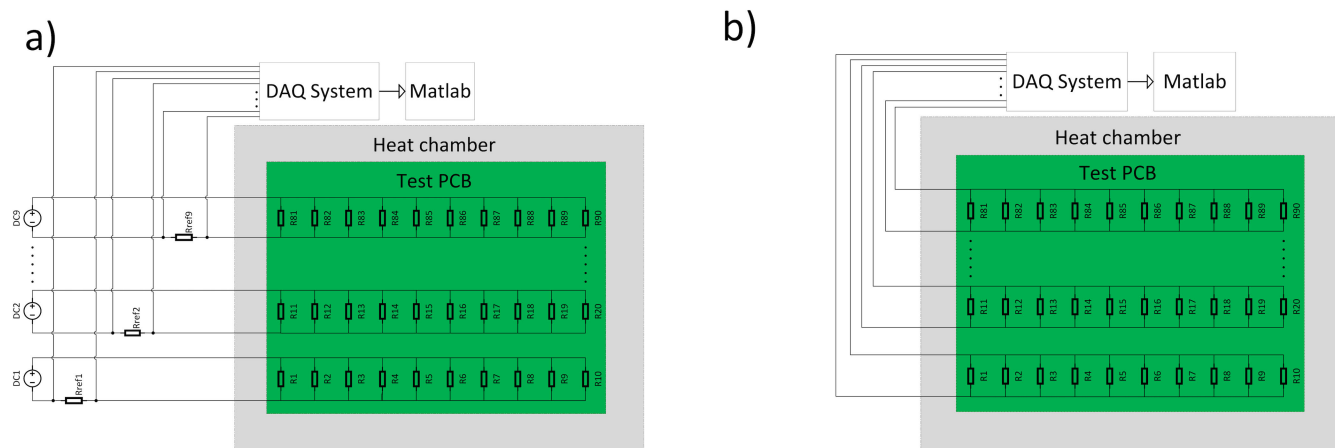 a)
DAQ System
Matlab
Heat chamber
Test PCB
DC9
Rref9
R81
R82
R83
R84
R85
R86
R87
R88
R89
R90
DC2
Rref2
R11
R12
R13
R14
R15
R16
R17
R18
R19
R20
DC1
Rref1
R1
R2
R3
R4
R5
R6
R7
R8
R9
R10
b)
DAQ System
Matlab
Heat chamber
Test PCB
R81
R82
R83
R84
R85
R86
R87
R88
R89
R90
R11
R12
R13
R14
R15
R16
R17
R18
R19
R20
R1
R2
R3
R4
R5
R6
R7
R8
R9
R10